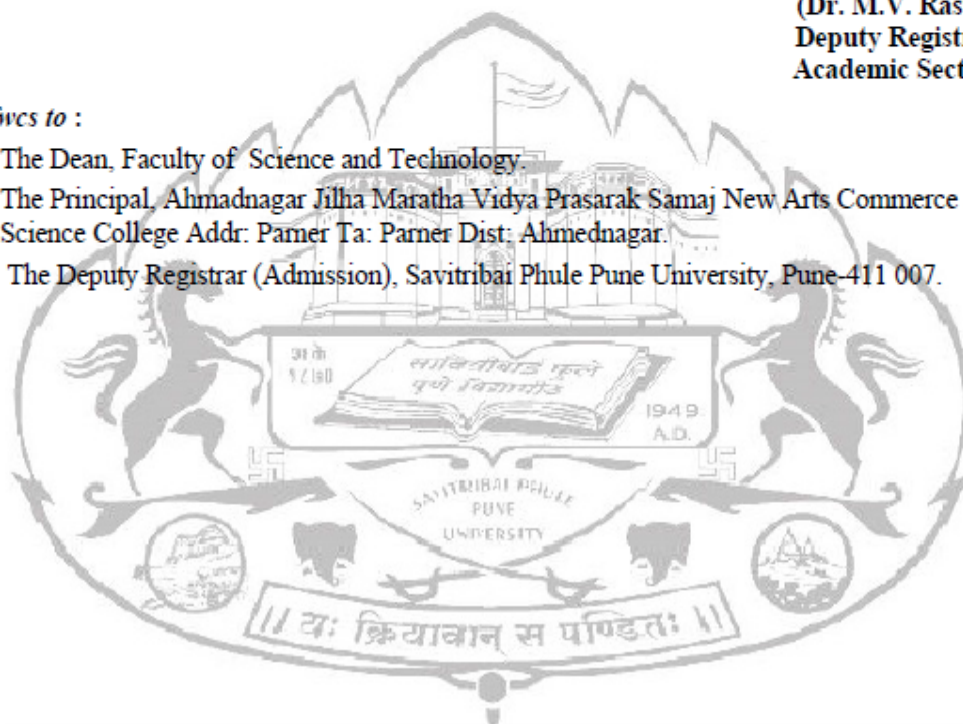 (Dr. M.V. Ras
Deputy Regist
Academic Sect
wcs to :
The Dean, Faculty of Science and Technology.
The Principal, Ahmadnagar Jilha Maratha Vidya Prasarak Samaj New Arts Commerce
Science College Addr: Parner Ta: Parner Dist: Ahmednagar.
The Deputy Registrar (Admission), Savitribai Phule Pune University, Pune-411 007.
सावित्रीबाई फुले
पुणे विद्यापीठ
1949
A.D.
SAVITRIBAI PHULE
PUNE
UNIVERSITY
॥ यः क्रियावान् स पण्डितः ॥